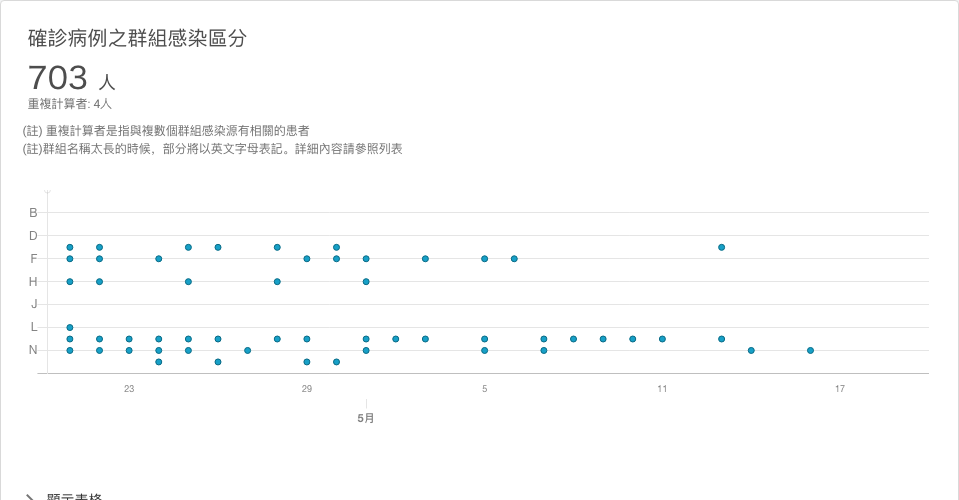 確診病例之群組感染區分
703 人
重複計算者: 4人
(註) 重複計算者是指與複數個群組感染源有相關的患者
(註)群組名稱太長的時候，部分將以英文字母表記。詳細內容請參照列表
B
D
F
H
J
L
N
23 29 5 11 17
5月
顯示表格